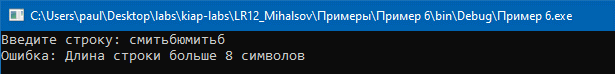 C:\Users\paul\Desktop\labs\kiap-labs\LR12_Mihalsov\Примеры\Пример 6\bin\Debug\Пример 6.exe
Введите строку: смитьбюмитьб
Ошибка: Длина строки больше 8 символов